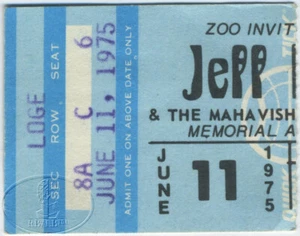 LOGE 8A C 6
SEC ROW SEAT
JUNE 11, 1975
ADMIT ONE ON ABOVE DATE ONLY
ZOO INVIT
Jeff
& THE MAHAVISH
MEMORIAL A
JUNE 11 1975